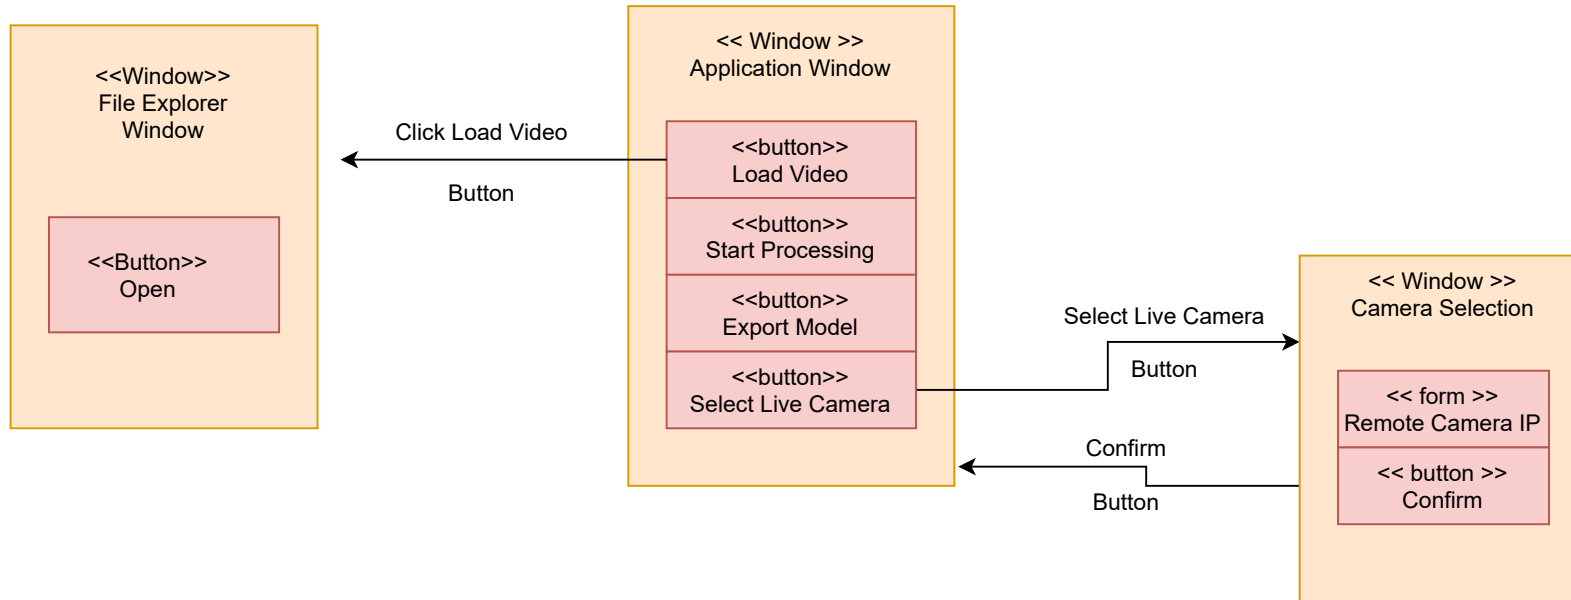 <<Window>>
File Explorer
Window
<<Button>>
Open
Click Load Video
Button
<< Window >>
Application Window
<<button>>
Load Video
<<button>>
Start Processing
<<button>>
Export Model
<<button>>
Select Live Camera
Select Live Camera
Button
Confirm
Button
<< Window >>
Camera Selection
<< form >>
Remote Camera IP
<< button >>
Confirm